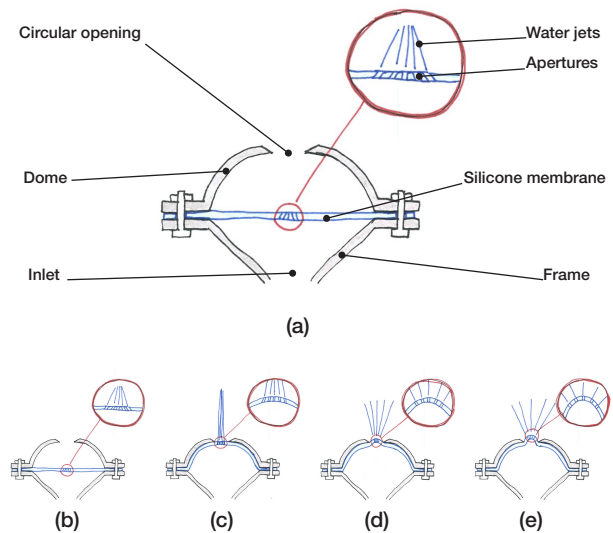 Circular opening
Water jets
Apertures
Dome
Silicone membrane
Inlet
Frame
(a)
(b)
(c)
(d)
(e)